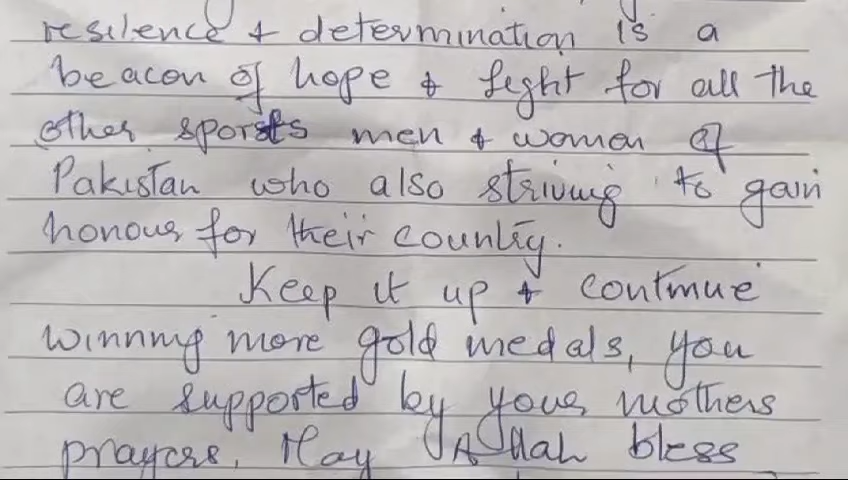 resilence & determination is a
beacon of hope & light for all the
other sports men & women of
Pakistan who also striving to gain
honour for their country.
Keep it up & continue
winning more gold medals, you
are supported by your mothers
prayers. May Allah bless